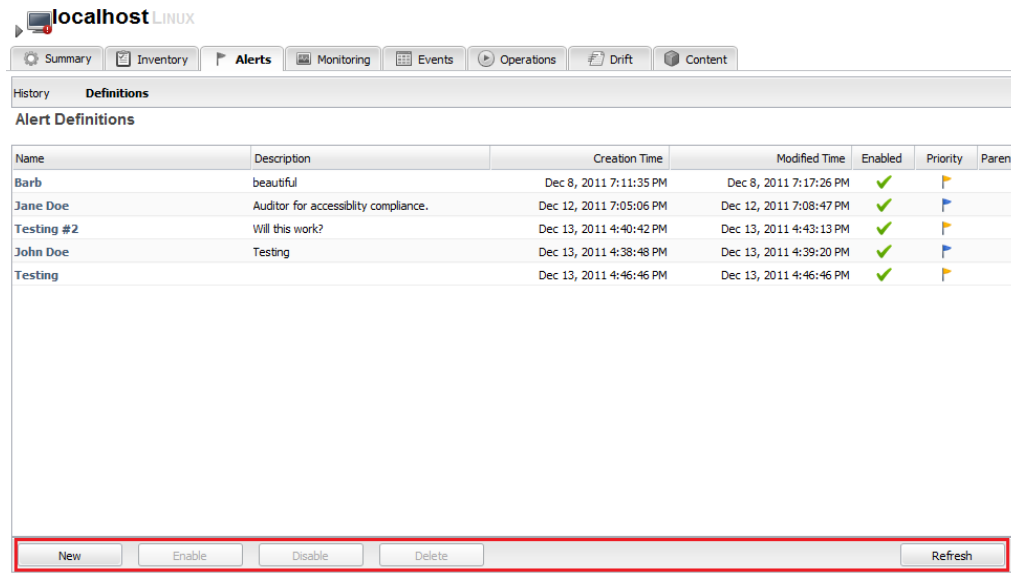 localhost LINUX
Summary Inventory Alerts Monitoring Events Operations Drift Content
History Definitions
Alert Definitions
Name Description Creation Time Modified Time Enabled Priority Paren
Barb beautiful Dec 8, 2011 7:11:35 PM Dec 8, 2011 7:17:26 PM
Jane Doe Auditor for accessiblity compliance. Dec 12, 2011 7:05:06 PM Dec 12, 2011 7:08:47 PM
Testing #2 Will this work? Dec 13, 2011 4:40:42 PM Dec 13, 2011 4:43:13 PM
John Doe Testing Dec 13, 2011 4:38:48 PM Dec 13, 2011 4:39:20 PM
Testing Dec 13, 2011 4:46:46 PM Dec 13, 2011 4:46:46 PM
New Enable Disable Delete Refresh